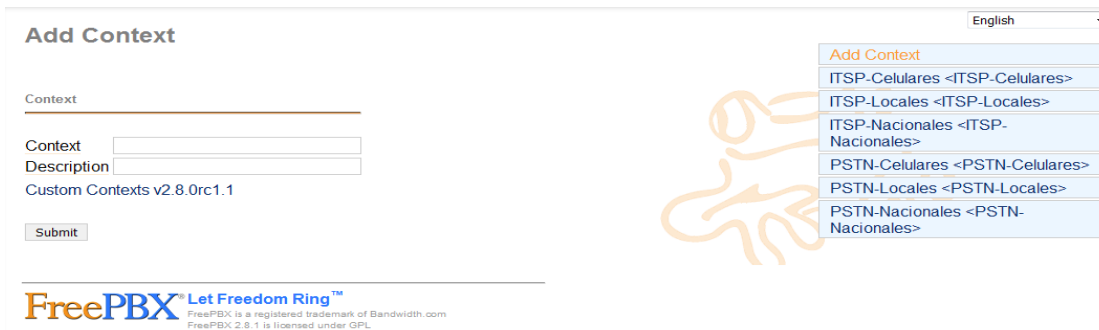 English
Add Context
Context
Context
Description
Custom Contexts v2.8.0rc1.1
Submit
Add Context
ITSP-Celulares <ITSP-Celulares>
ITSP-Locales <ITSP-Locales>
ITSP-Nacionales <ITSP-
Nacionales>
PSTN-Celulares <PSTN-Celulares>
PSTN-Locales <PSTN-Locales>
PSTN-Nacionales <PSTN-
Nacionales>
FreePBX® Let Freedom Ring™
FreePBX is a registered trademark of Bandwidth.com
FreePBX 2.8.1 is licensed under GPL